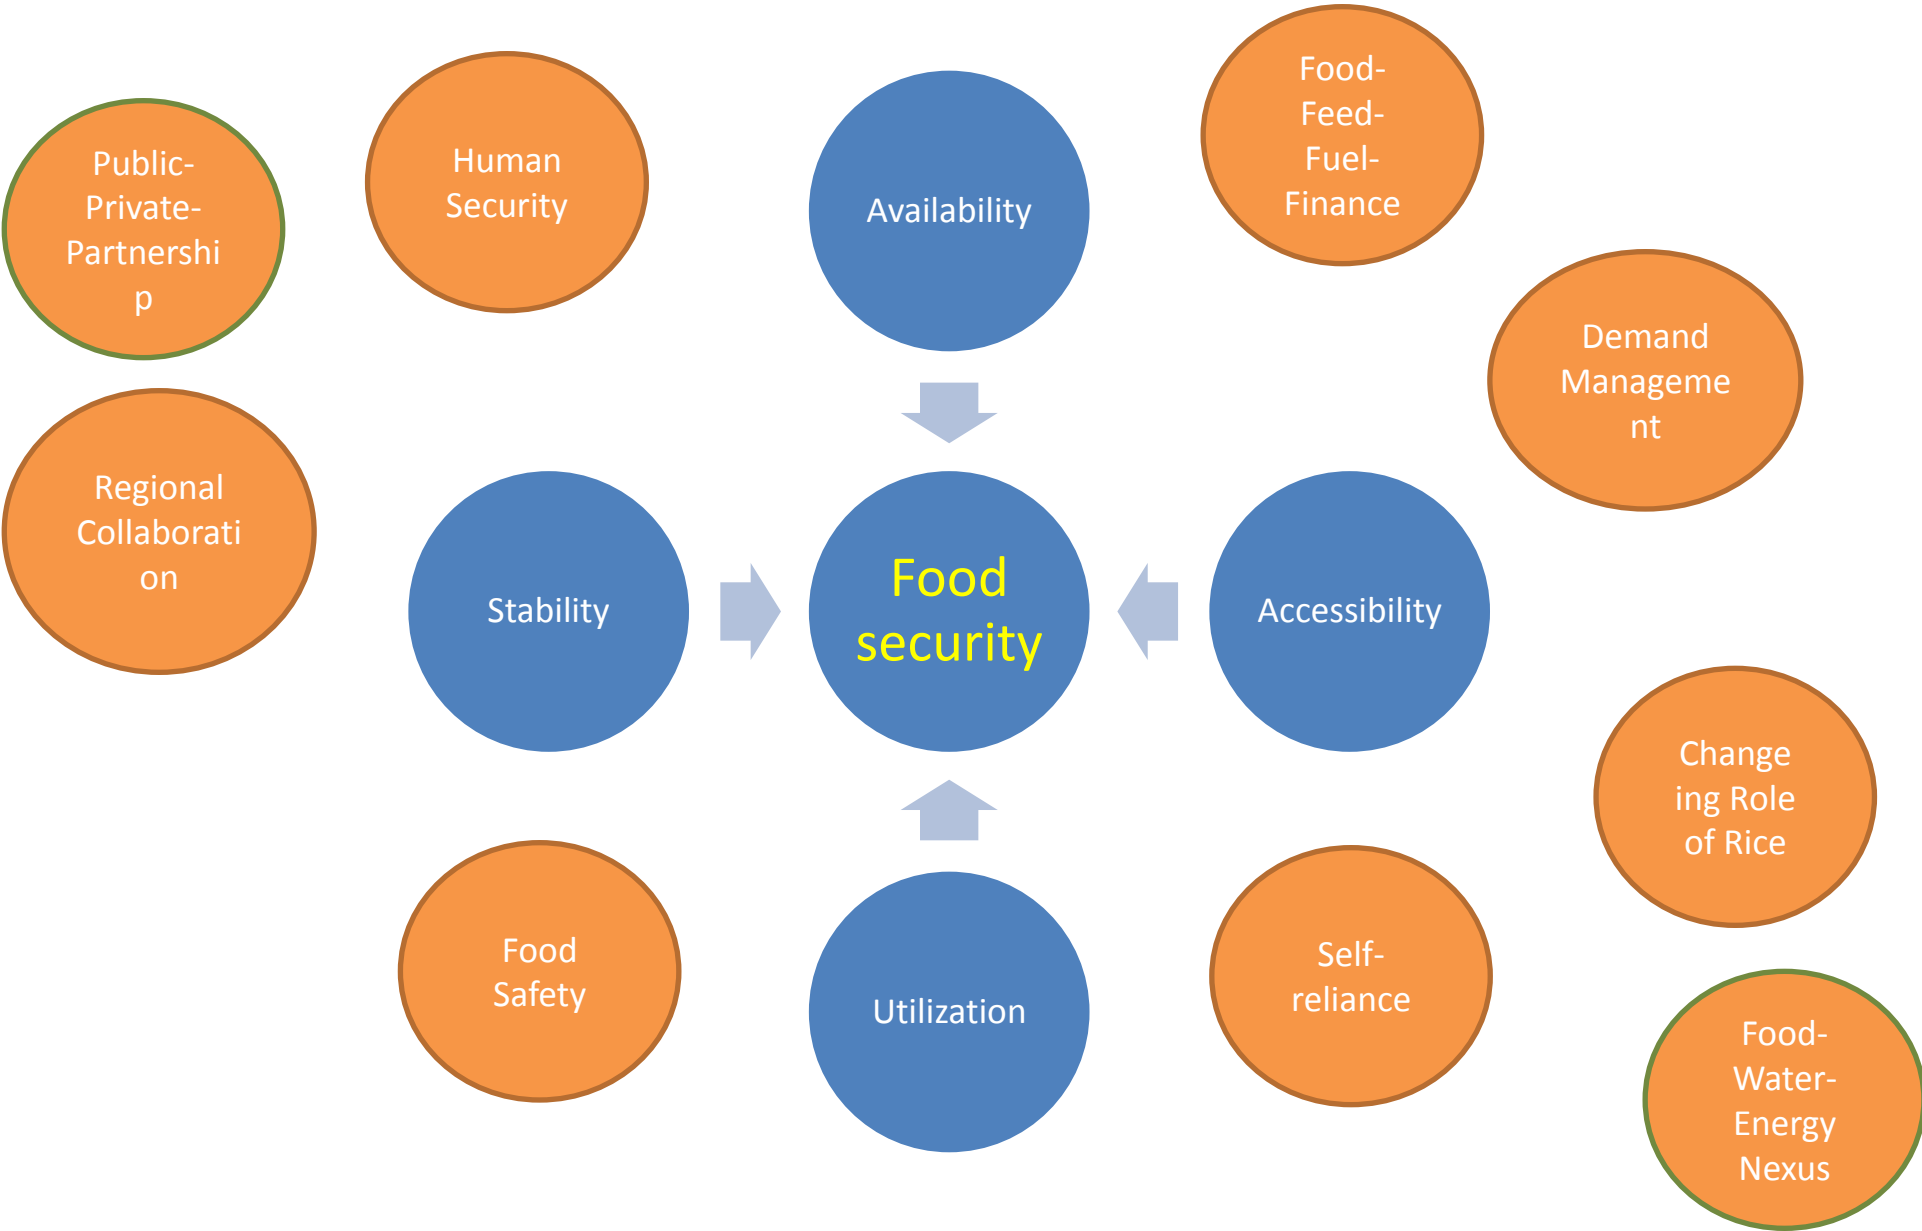 Public-
Private-
Partnershi
p
Human
Security
Availability
Food-
Feed-
Fuel-
Finance
Demand
Manageme
nt
Regional
Collaborati
on
Stability
Food
security
Accessibility
Change
ing Role
of Rice
Food
Safety
Utilization
Self-
reliance
Food-
Water-
Energy
Nexus